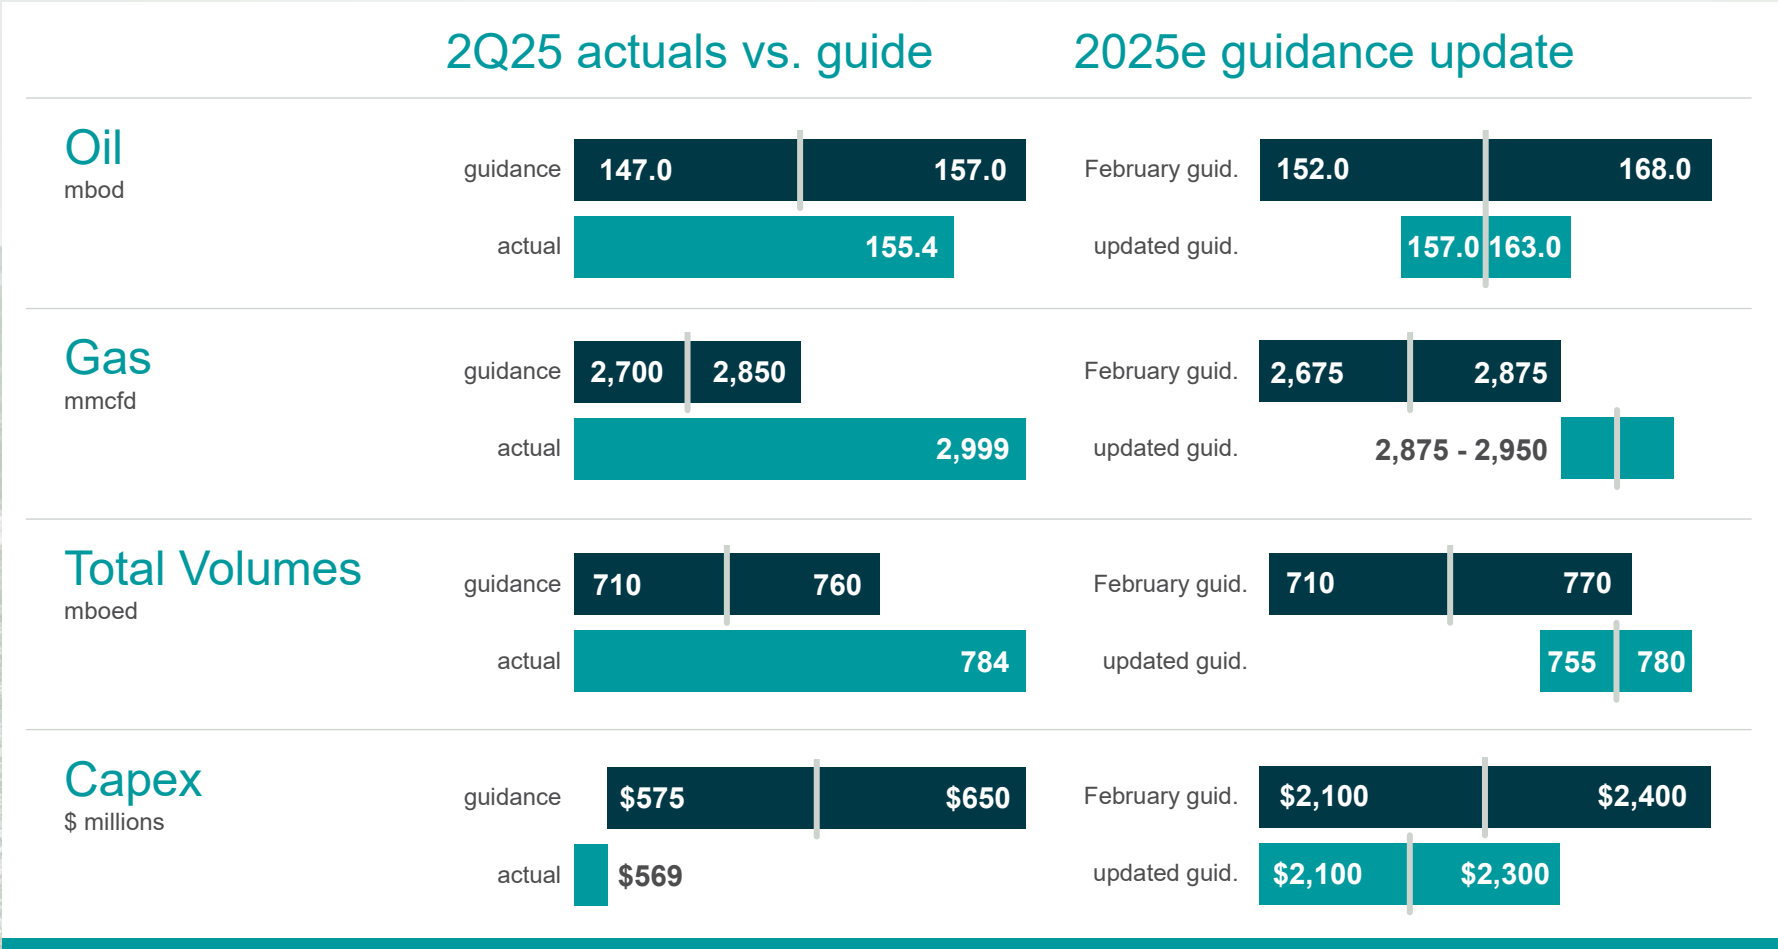 2Q25 actuals vs. guide
2025e guidance update
Oil
mbod
guidance
147.0
157.0
actual
155.4
February guid.
152.0
168.0
updated guid.
157.0
163.0
Gas
mmcfd
guidance
2,700
2,850
actual
2,999
February guid.
2,675
2,875
updated guid.
2,875 - 2,950
Total Volumes
mboed
guidance
710
760
actual
784
February guid.
710
770
updated guid.
755
780
Capex
$ millions
guidance
$575
$650
actual
$569
February guid.
$2,100
$2,400
updated guid.
$2,100
$2,300